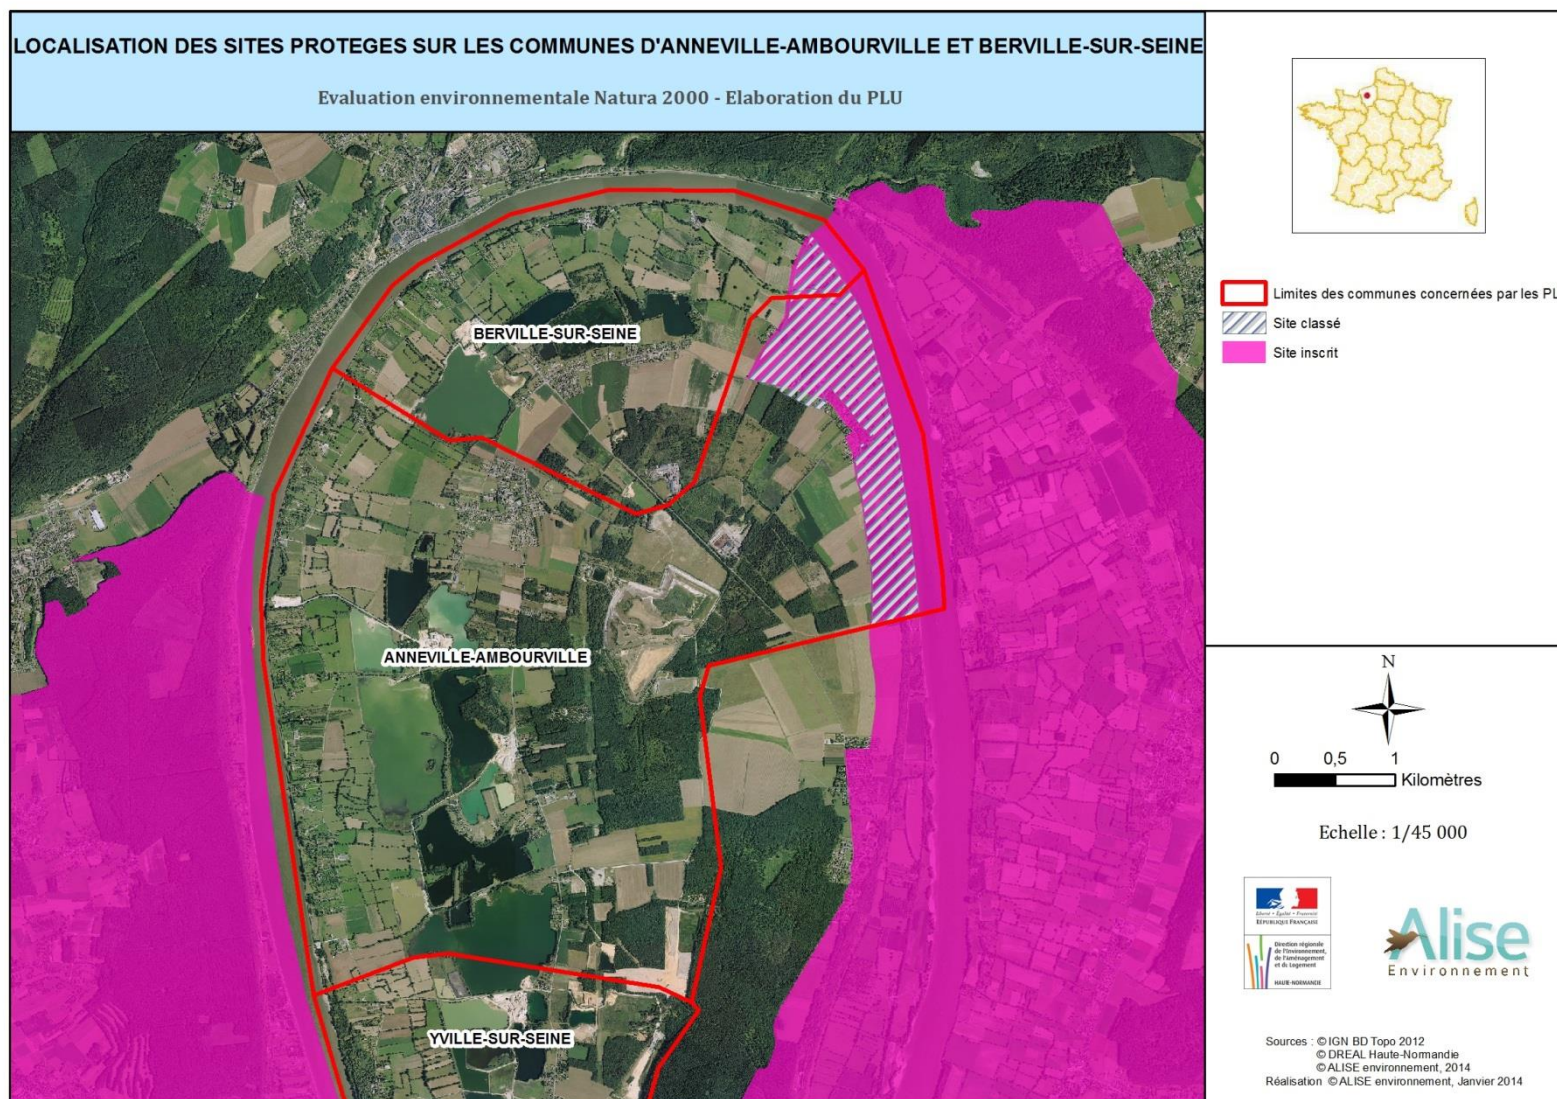 LOCALISATION DES SITES PROTEGES SUR LES COMMUNES D'ANNEVILLE-AMBOURVILLE ET BERVILLE-SUR-SEINE
Evaluation environnementale Natura 2000 - Elaboration du PLU
BERVILLE-SUR-SEINE
ANNEVILLE-AMBOURVILLE
YVILLE-SUR-SEINE
Limites des communes concernées par les PL
Site classé
Site inscrit
N
0 0,5 1
Kilomètres
Echelle : 1/45 000
Liberté • Égalité • Fraternité
RÉPUBLIQUE FRANÇAISE
Direction régionale
de l'Environnement,
de l'Aménagement
et du Logement
HAUTE-NORMANDIE
Alise
Environnement
Sources : © IGN BD Topo 2012
© DREAL Haute-Normandie
© ALISE environnement, 2014
Réalisation © ALISE environnement, Janvier 2014